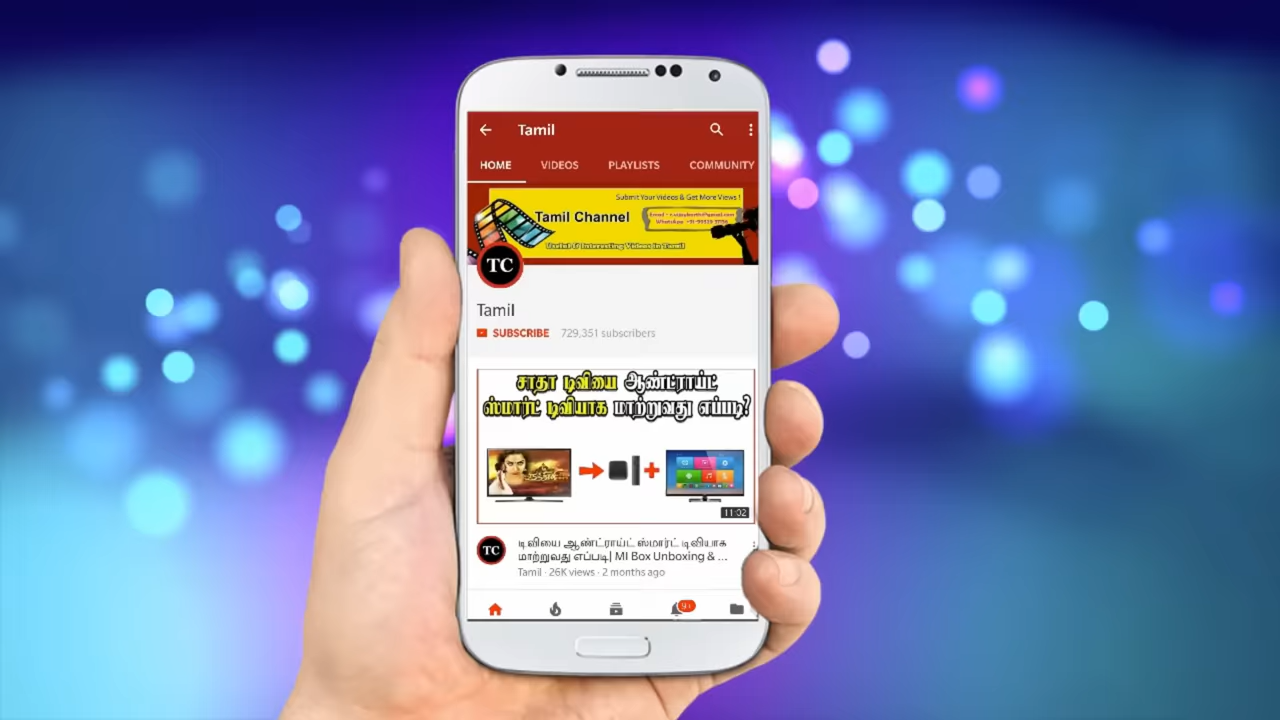 Tamil
HOME VIDEOS PLAYLISTS COMMUNITY
Submit Your Videos & Get More Views !
Tamil Channel
Useful & Interesting Videos in Tamil
TC
Tamil
SUBSCRIBE 729,351 subscribers
சாதா டிவியை ஆண்ட்ராய்ட்
ஸ்மார்ட் டிவியாக மாற்றுவது எப்படி?
11:02
TC
டிவியை ஆண்ட்ராய்ட் ஸ்மார்ட் டிவியாக
மாற்றுவது எப்படி| MI Box Unboxing & ...
Tamil · 26K views · 2 months ago
9+